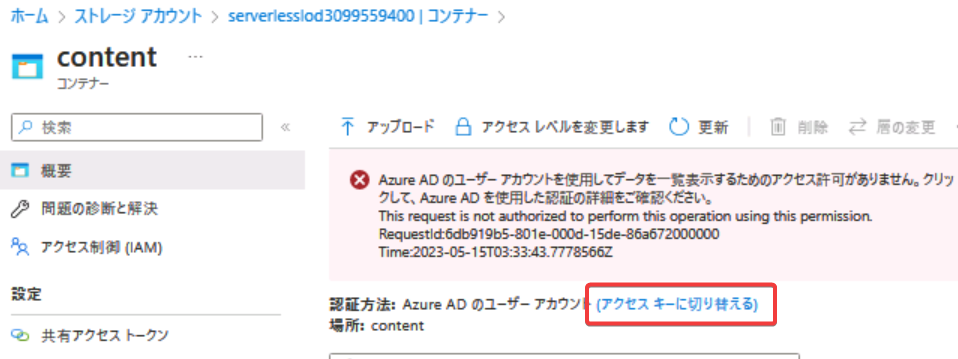 ホーム > ストレージ アカウント > serverlesslod3099559400 | コンテナー >
content ...
コンテナー
検索 «
概要
問題の診断と解決
アクセス制御 (IAM)
設定
共有アクセス トークン
アップロード アクセス レベルを変更します 更新 削除 層の変更
Azure AD のユーザー アカウントを使用してデータを一覧表示するためのアクセス許可がありません。クリッ
クして、Azure AD を使用した認証の詳細をご確認ください。
This request is not authorized to perform this operation using this permission.
RequestId:6db919b5-801e-000d-15de-86a672000000
Time:2023-05-15T03:33:43.7778566Z
認証方法: Azure AD のユーザー アカウント (アクセス キーに切り替える)
場所: content